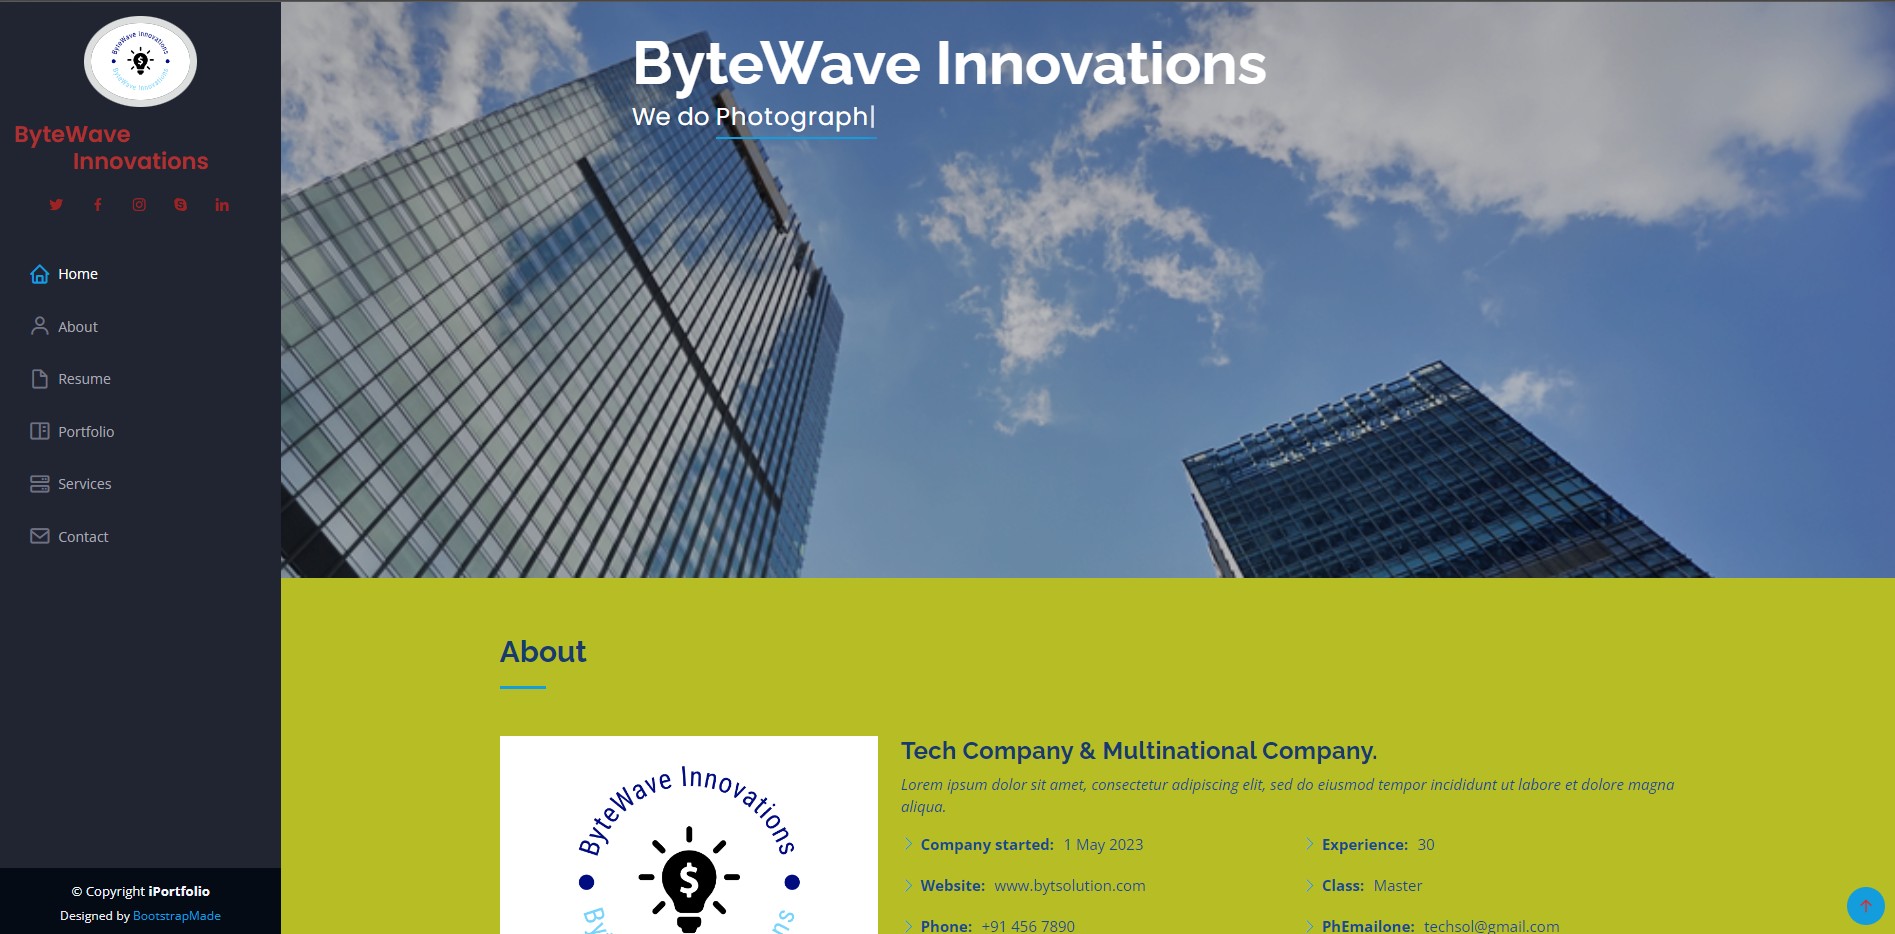 ByteWave Innovations
ByteWave Innovations
ByteWave
Innovations
Home
About
Resume
Portfolio
Services
Contact
© Copyright iPortfolio
Designed by BootstrapMade
ByteWave Innovations
We do Photograph|
About
ByteWave Innovations
Tech Company & Multinational Company.
Lorem ipsum dolor sit amet, consectetur adipiscing elit, sed do eiusmod tempor incididunt ut labore et dolore magna
aliqua.
Company started: 1 May 2023
Experience: 30
Website: www.bytsolution.com
Class: Master
Phone: +91 456 7890
PhEmailone: techsol@gmail.com